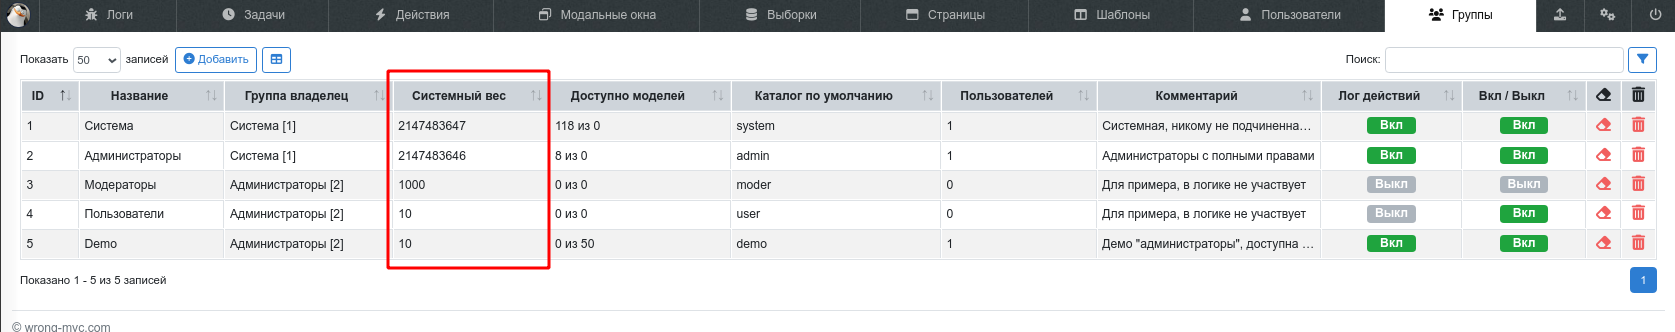 Логи Задачи Действия Модальные окна Выборки Страницы Шаблоны Пользователи Группы
Показать 50 записей Добавить Поиск:
ID Название Группа владелец Системный вес Доступно моделей Каталог по умолчанию Пользователей Комментарий Лог действий Вкл / Выкл
1 Система Система [1] 2147483647 118 из 0 system 1 Системная, никому не подчиненна... Вкл Вкл
2 Администраторы Система [1] 2147483646 8 из 0 admin 1 Администраторы с полными правами Вкл Вкл
3 Модераторы Администраторы [2] 1000 0 из 0 moder 0 Для примера, в логике не участвует Выкл Выкл
4 Пользователи Администраторы [2] 10 0 из 0 user 0 Для примера, в логике не участвует Выкл Вкл
5 Demo Администраторы [2] 10 0 из 50 demo 1 Демо "администраторы", доступна ... Вкл Вкл
Показано 1 - 5 из 5 записей 1
© wrong-mvc.com